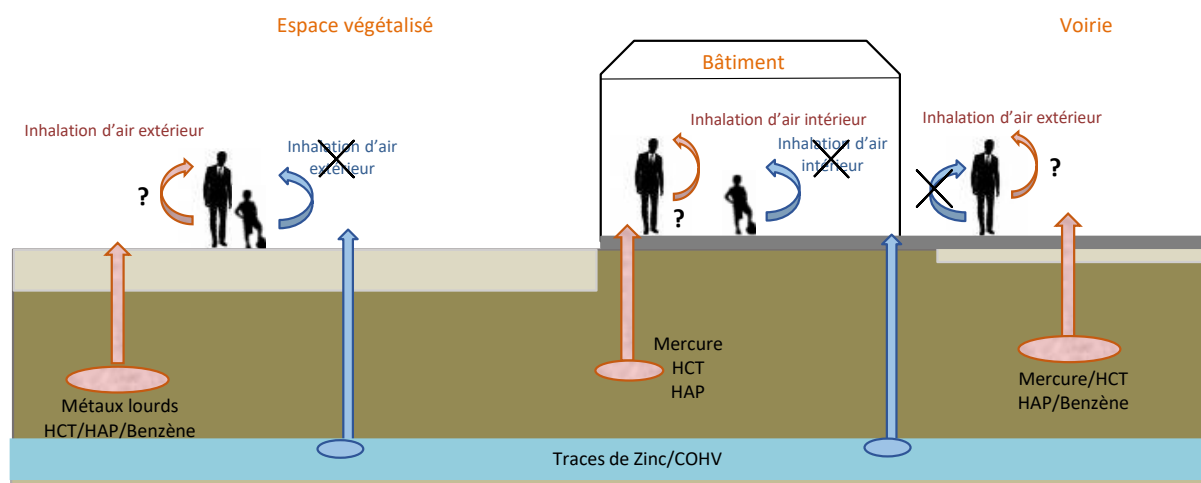 Espace végétalisé
Voirie
Bâtiment
Inhalation d’air extérieur
?
Inhalation d’air
extérieur
Inhalation d’air intérieur
?
Inhalation d’air
intérieur
Inhalation d’air extérieur
?
Métaux lourds
HCT/HAP/Benzène
Mercure
HCT
HAP
Mercure/HCT
HAP/Benzène
Traces de Zinc/COHV